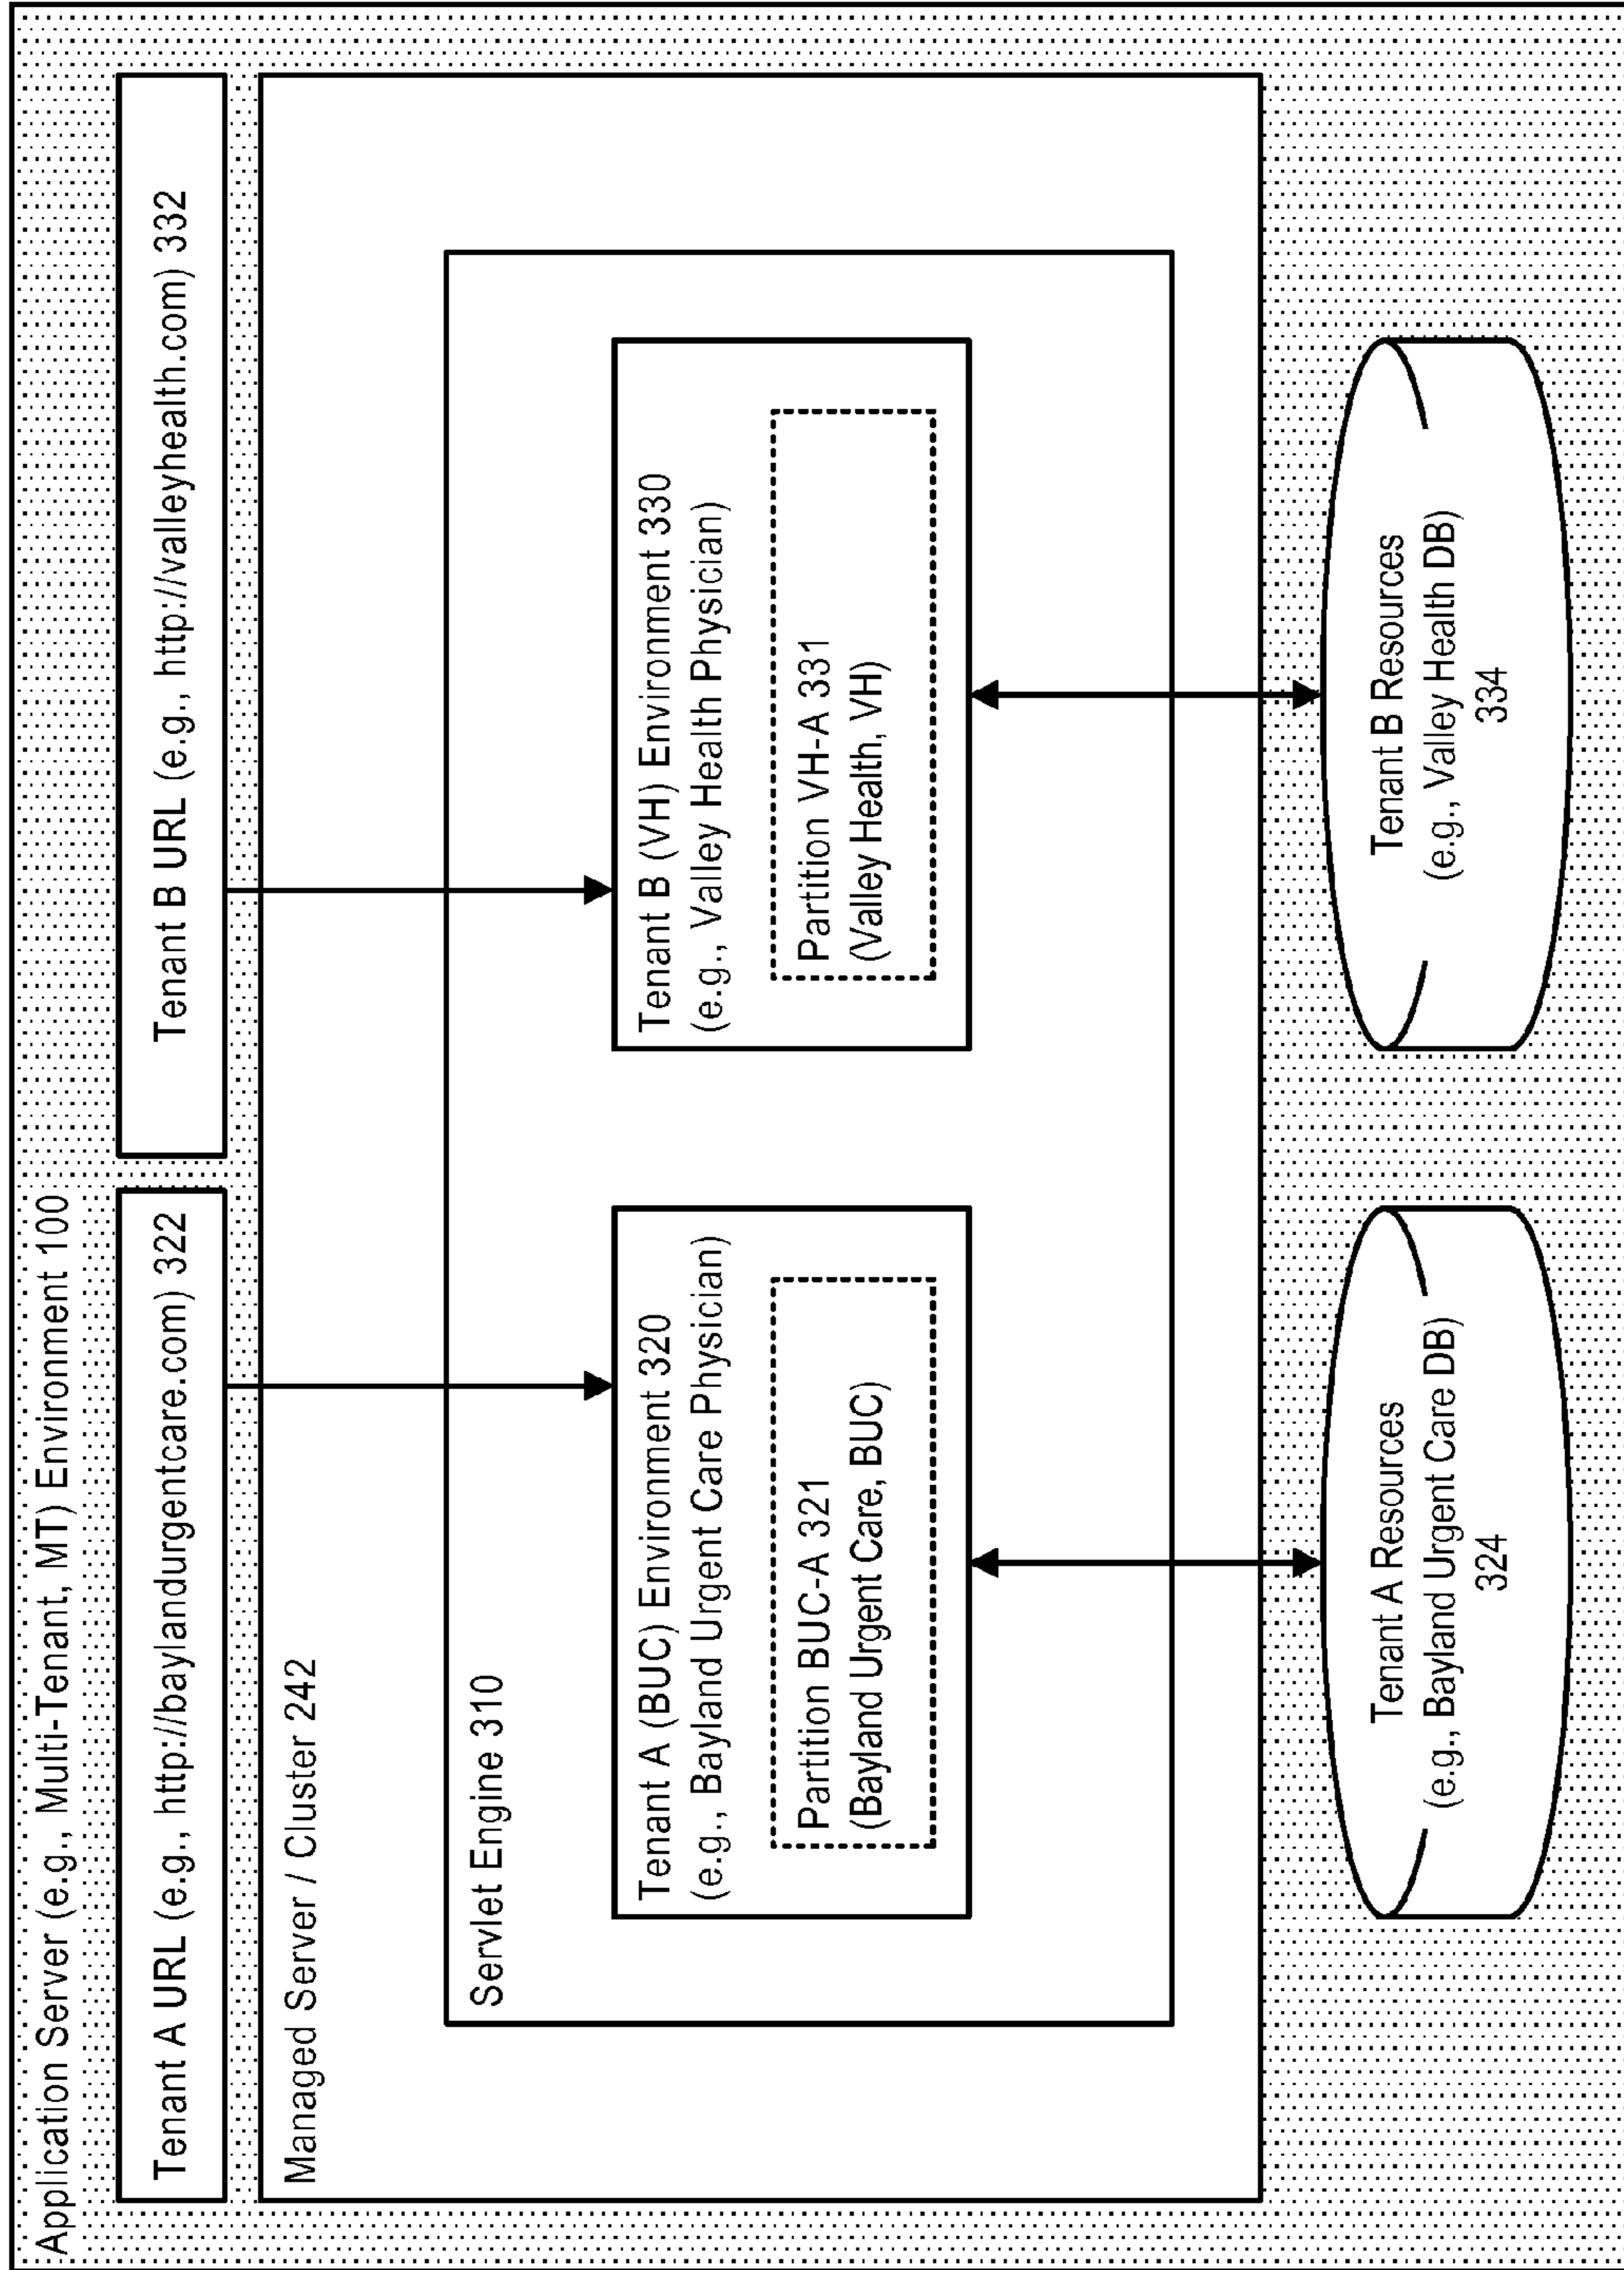 Application Server (e.g., Multi-Tenant, MT) Environment 100
Tenant A URL (e.g., http://baylandurgentcare.com) 322
Tenant B URL (e.g., http://valleyhealth.com) 332
Managed Server / Cluster 242
Servlet Engine 310
Tenant A (BUC) Environment 320
(e.g., Bayland Urgent Care Physician)
Partition BUC-A 321
(Bayland Urgent Care, BUC)
Tenant B (VH) Environment 330
(e.g., Valley Health Physician)
Partition VH-A 331
(Valley Health, VH)
Tenant A Resources
(e.g., Bayland Urgent Care DB)
324
Tenant B Resources
(e.g., Valley Health DB)
334